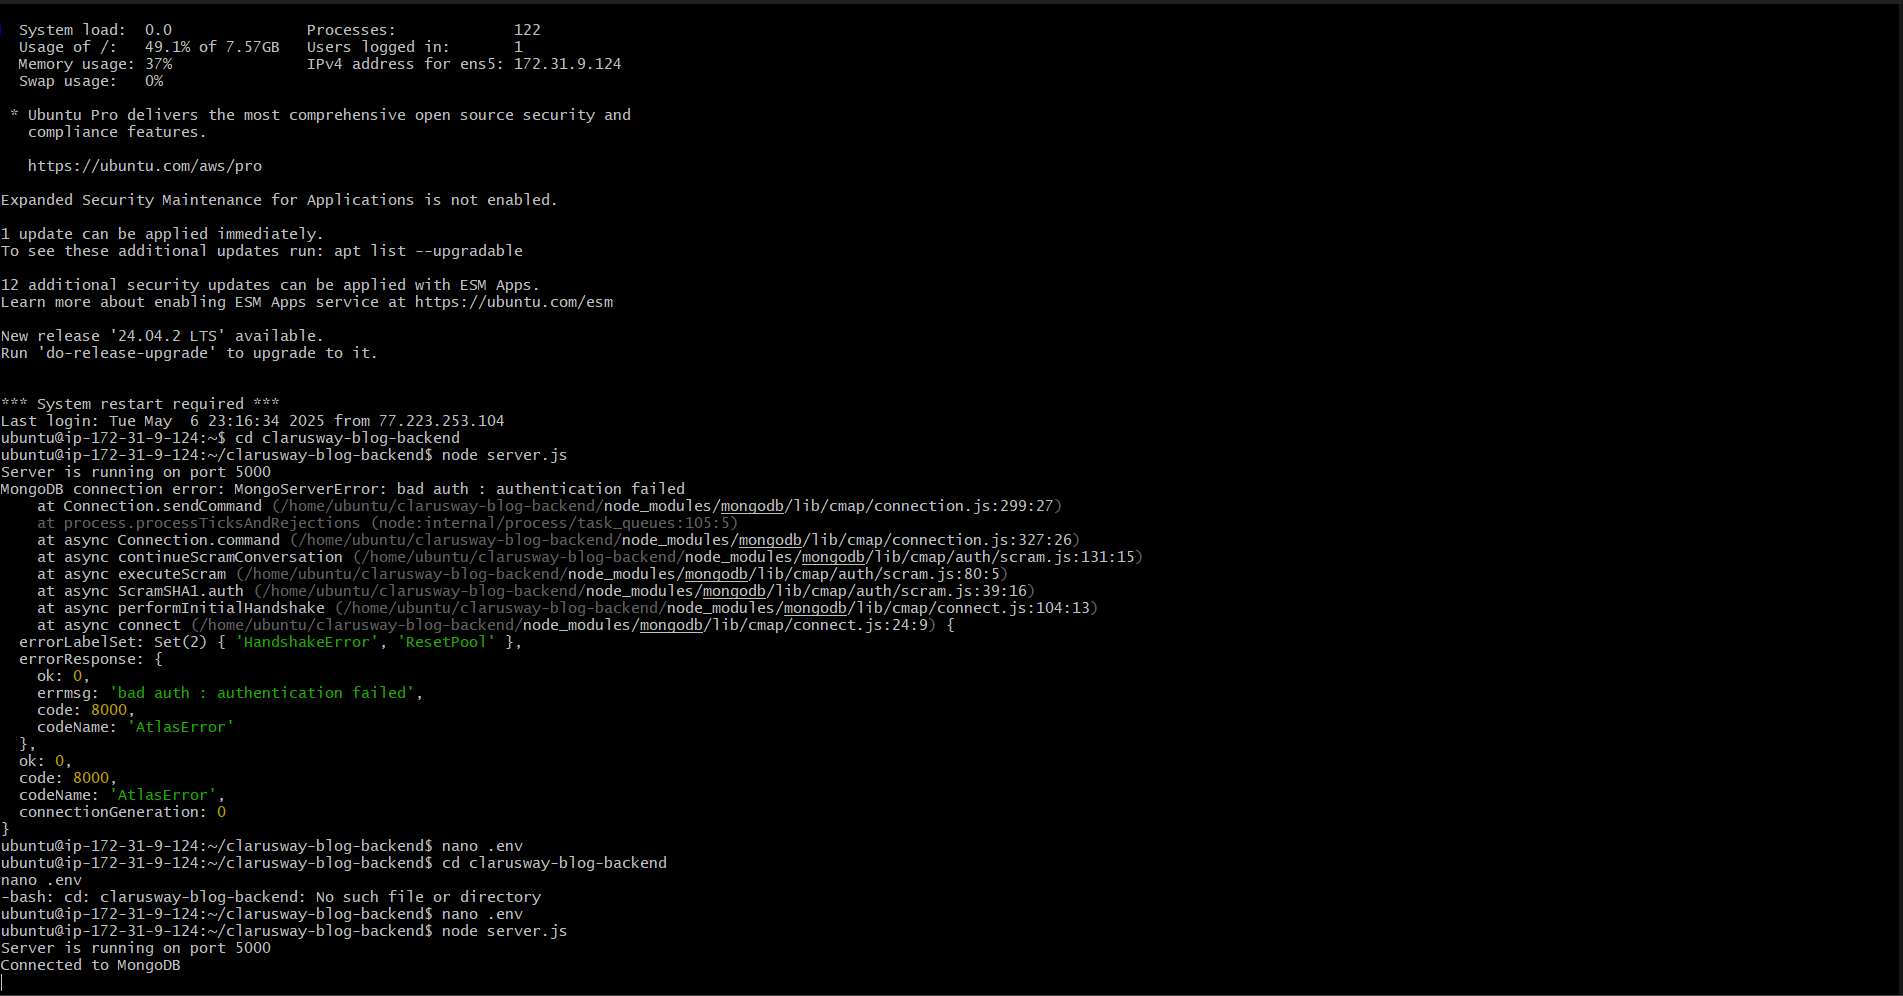 System load:  0.0               Processes:             122
Usage of /:   49.1% of 7.57GB   Users logged in:       1
Memory usage: 37%               IPv4 address for ens5: 172.31.9.124
Swap usage:   0%
* Ubuntu Pro delivers the most comprehensive open source security and
compliance features.
https://ubuntu.com/aws/pro
Expanded Security Maintenance for Applications is not enabled.
1 update can be applied immediately.
To see these additional updates run: apt list --upgradable
12 additional security updates can be applied with ESM Apps.
Learn more about enabling ESM Apps service at https://ubuntu.com/esm
New release '24.04.2 LTS' available.
Run 'do-release-upgrade' to upgrade to it.
*** System restart required ***
Last login: Tue May  6 23:16:34 2025 from 77.223.253.104
ubuntu@ip-172-31-9-124:~$ cd clarusway-blog-backend
ubuntu@ip-172-31-9-124:~/clarusway-blog-backend$ node server.js
Server is running on port 5000
MongoDB connection error: MongoServerError: bad auth : authentication failed
    at Connection.sendCommand (/home/ubuntu/clarusway-blog-backend/node_modules/mongodb/lib/cmap/connection.js:299:27)
    at process.processTicksAndRejections (node:internal/process/task_queues:105:5)
    at async Connection.command (/home/ubuntu/clarusway-blog-backend/node_modules/mongodb/lib/cmap/connection.js:327:26)
    at async continueScramConversation (/home/ubuntu/clarusway-blog-backend/node_modules/mongodb/lib/cmap/auth/scram.js:131:15)
    at async executeScram (/home/ubuntu/clarusway-blog-backend/node_modules/mongodb/lib/cmap/auth/scram.js:80:5)
    at async ScramSHA1.auth (/home/ubuntu/clarusway-blog-backend/node_modules/mongodb/lib/cmap/auth/scram.js:39:16)
    at async performInitialHandshake (/home/ubuntu/clarusway-blog-backend/node_modules/mongodb/lib/cmap/connect.js:104:13)
    at async connect (/home/ubuntu/clarusway-blog-backend/node_modules/mongodb/lib/cmap/connect.js:24:9) {
  errorLabelSet: Set(2) { 'HandshakeError', 'ResetPool' },
  errorResponse: {
    ok: 0,
    errmsg: 'bad auth : authentication failed',
    code: 8000,
    codeName: 'AtlasError'
  },
  ok: 0,
  code: 8000,
  codeName: 'AtlasError',
  connectionGeneration: 0
}
ubuntu@ip-172-31-9-124:~/clarusway-blog-backend$ nano .env
ubuntu@ip-172-31-9-124:~/clarusway-blog-backend$ cd clarusway-blog-backend
nano .env
-bash: cd: clarusway-blog-backend: No such file or directory
ubuntu@ip-172-31-9-124:~/clarusway-blog-backend$ nano .env
ubuntu@ip-172-31-9-124:~/clarusway-blog-backend$ node server.js
Server is running on port 5000
Connected to MongoDB